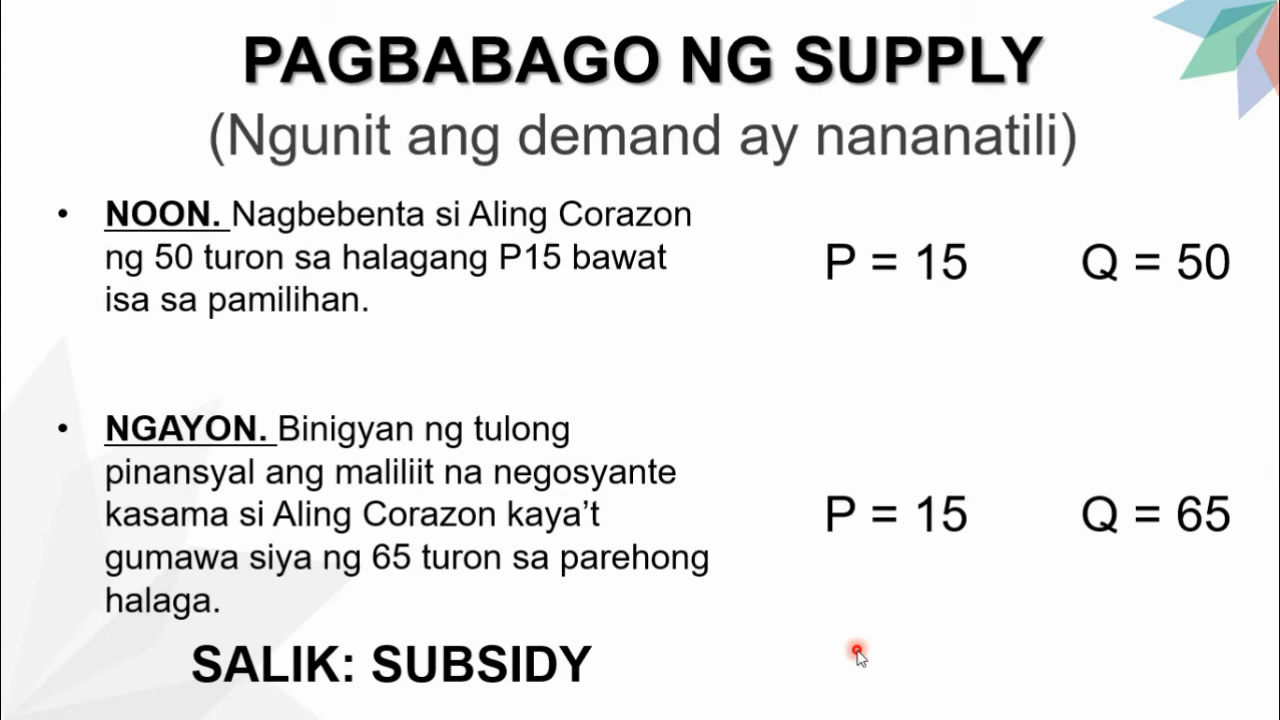 PAGBABAGO NG SUPPLY
(Ngunit ang demand ay nananatili)
• NOON. Nagbebenta si Aling Corazon
ng 50 turon sa halagang P15 bawat
isa sa pamilihan.
P = 15 Q = 50
• NGAYON. Binigyan ng tulong
pinansyal ang maliliit na negosyante
kasama si Aling Corazon kaya’t
gumawa siya ng 65 turon sa parehong
halaga.
P = 15 Q = 65
SALIK: SUBSIDY